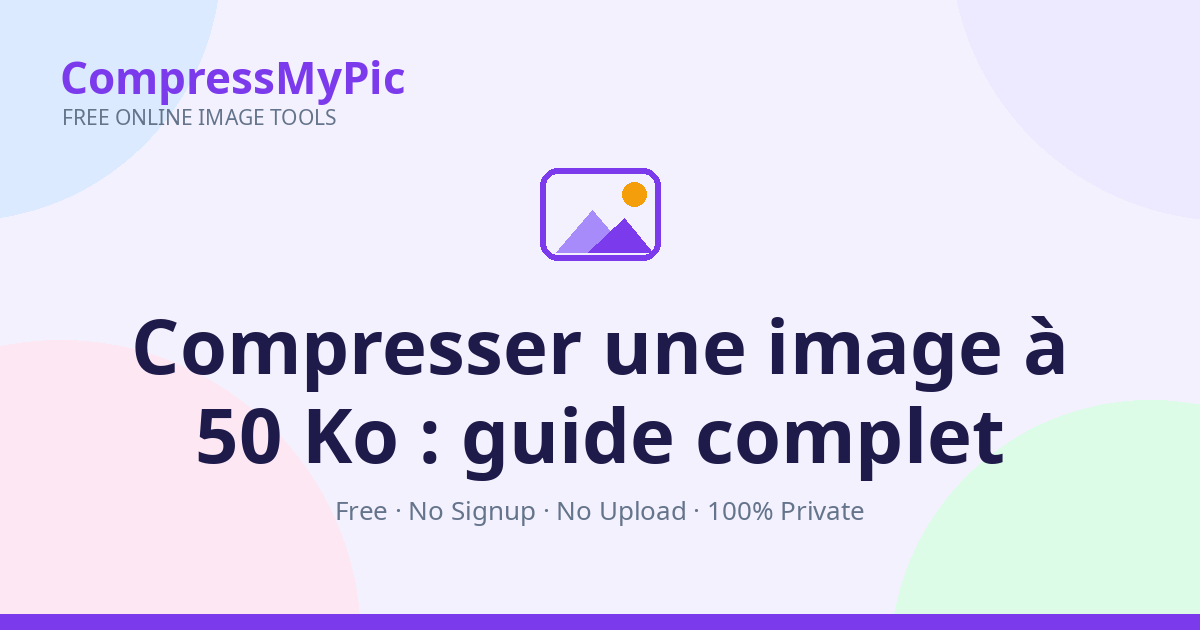 CompressMyPic
FREE ONLINE IMAGE TOOLS
Compresser une image à
50 Ko : guide complet
Free · No Signup · No Upload · 100% Private